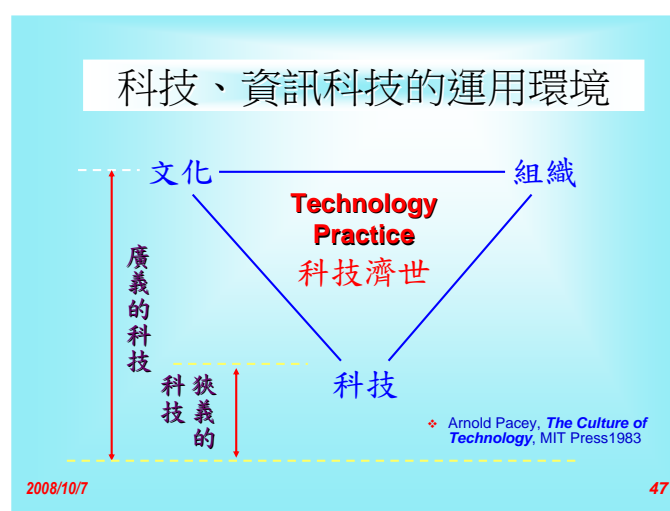 科技、資訊科技的運用環境
文化
組織
Technology
Practice
科技濟世
廣義的科技
狹義的
科技
科技
❖ Arnold Pacey, The Culture of
Technology, MIT Press1983
2008/10/7
47